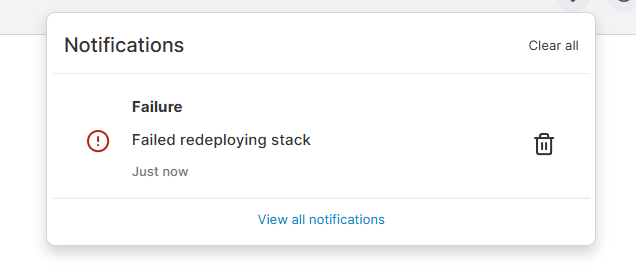 Notifications
Clear all
Failure
Failed redeploying stack
Just now
View all notifications